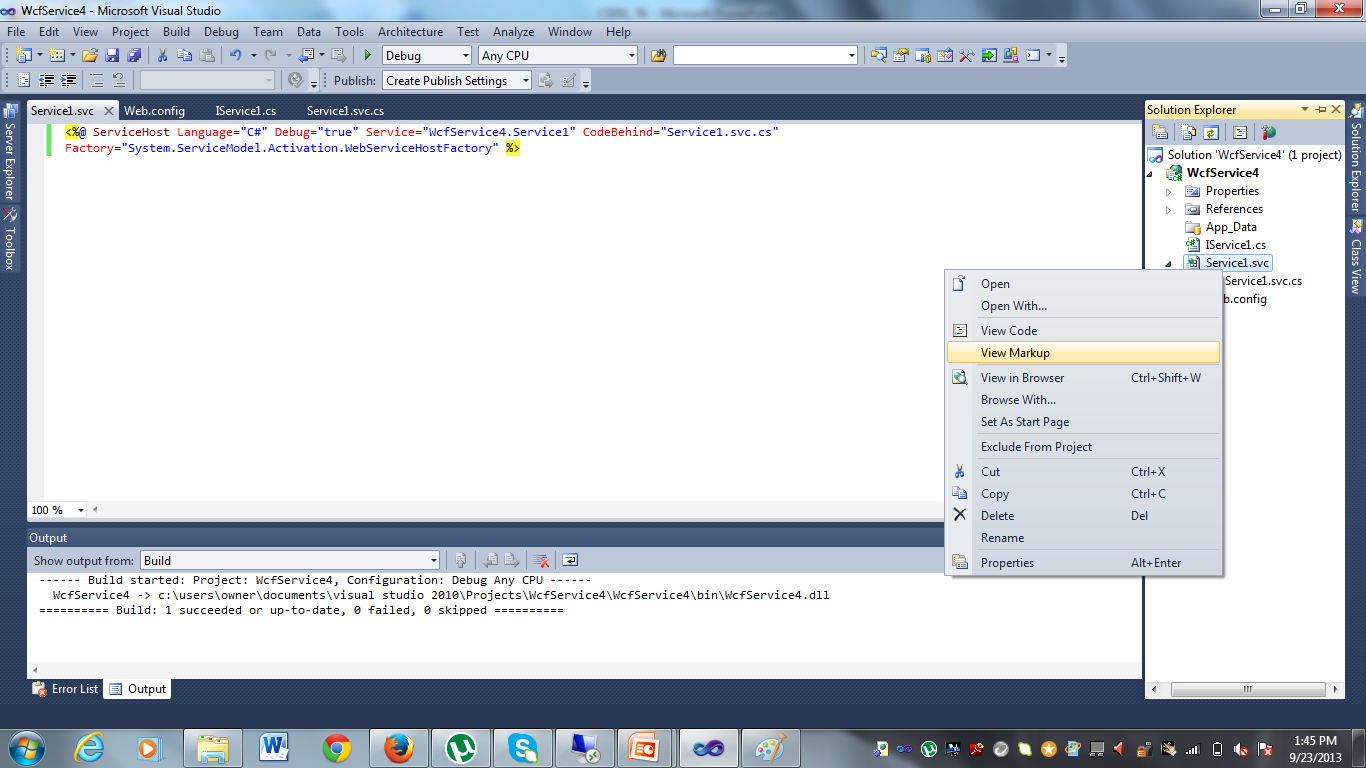 WcfService4 - Microsoft Visual Studio
File Edit View Project Build Debug Team Data Tools Architecture Test Analyze Window Help
Debug Any CPU
Publish: Create Publish Settings
Service1.svc Web.config IService1.cs Service1.svc.cs
<%@ ServiceHost Language="C#" Debug="true" Service="WcfService4.Service1" CodeBehind="Service1.svc.cs"
Factory="System.ServiceModel.Activation.WebServiceHostFactory" %>
Server Explorer
Toolbox
100 %
Solution Explorer
Solution 'WcfService4' (1 project)
WcfService4
Properties
References
App_Data
IService1.cs
Service1.svc
Service1.svc.cs
b.config
Solution Explorer
Class View
Open
Open With...
View Code
View Markup
View in Browser Ctrl+Shift+W
Browse With...
Set As Start Page
Exclude From Project
Cut Ctrl+X
Copy Ctrl+C
Delete Del
Rename
Properties Alt+Enter
Output
Show output from: Build
------ Build started: Project: WcfService4, Configuration: Debug Any CPU ------
WcfService4 -> c:\users\owner\documents\visual studio 2010\Projects\WcfService4\WcfService4\bin\WcfService4.dll
========== Build: 1 succeeded or up-to-date, 0 failed, 0 skipped ==========
Error List Output
1:45 PM
9/23/2013